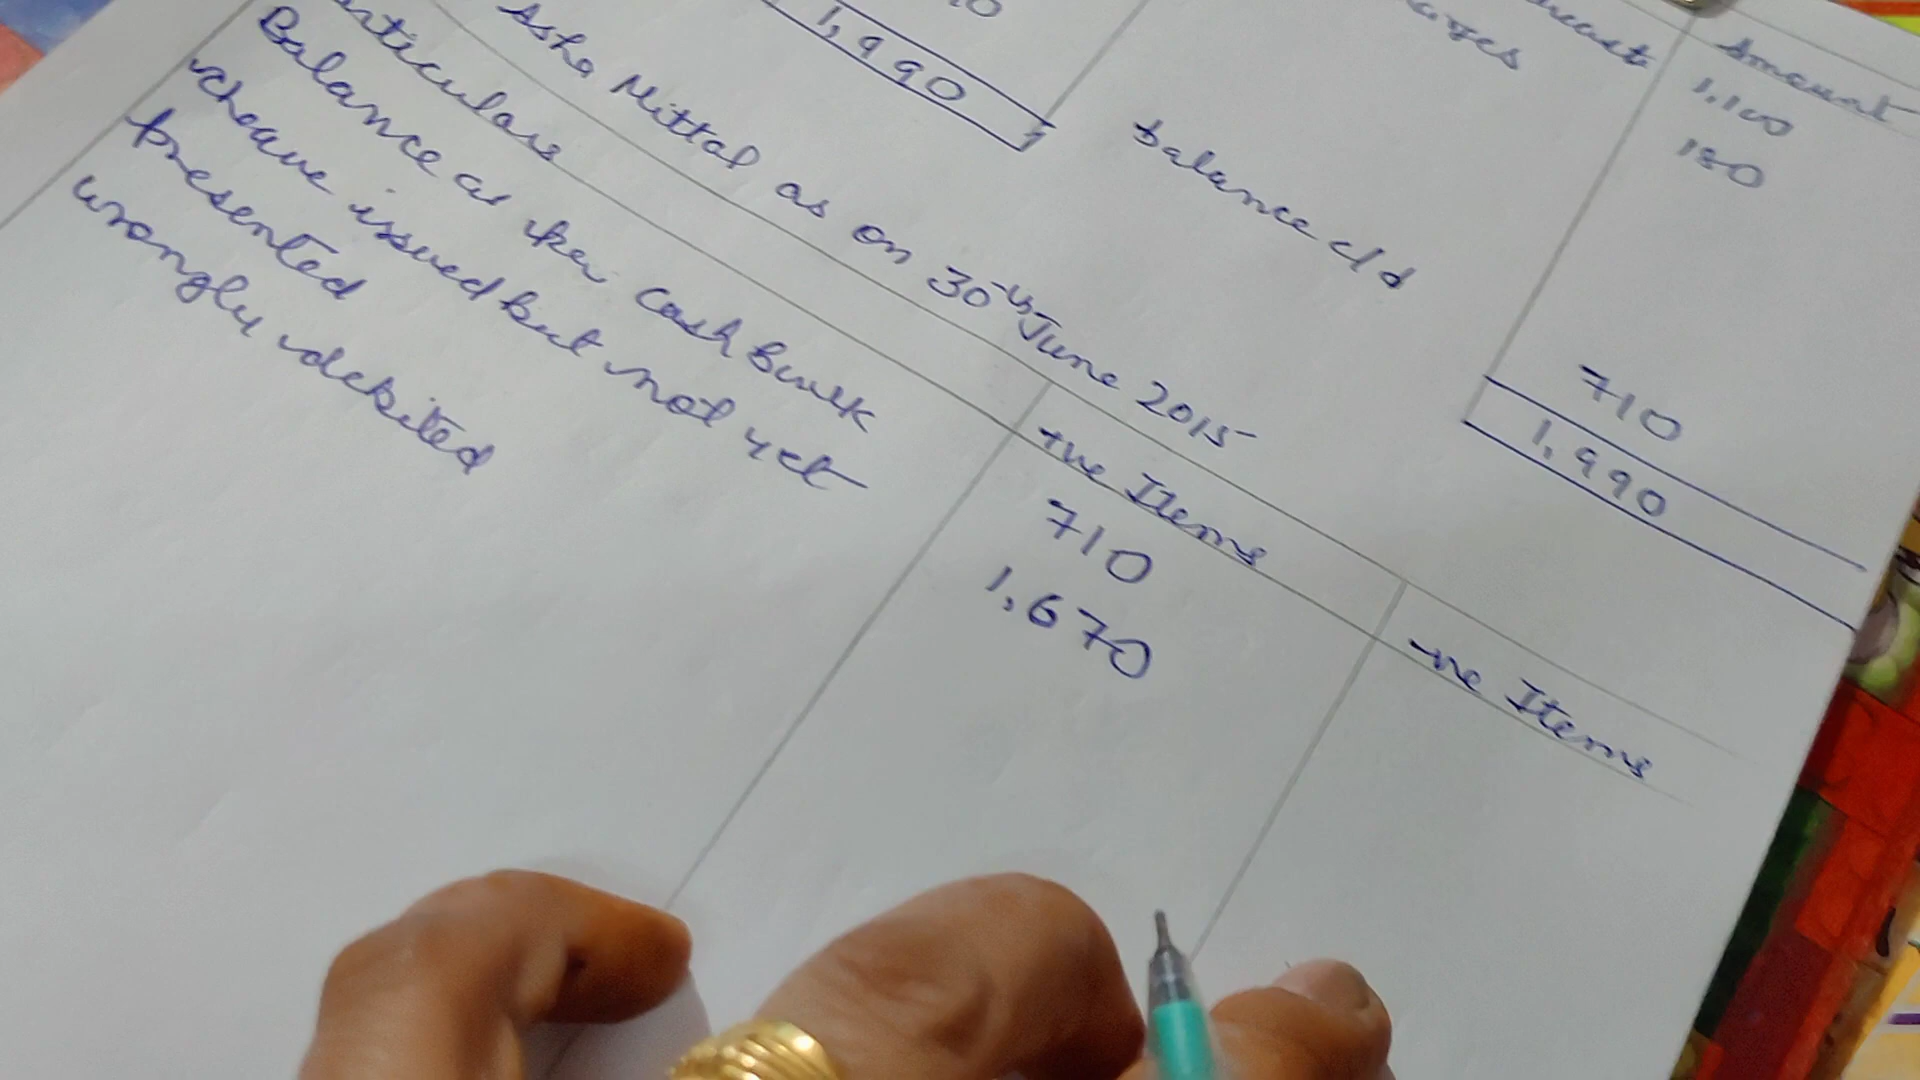 1,990
Amount
1,100
180
balance c/d
710
1,990
Asha Mittal as on 30th June 2015
articulars
+ve Items
-ve Items
Balance as per Cash Book
710
cheque issued but not yet
presented
1,670
wrongly debited